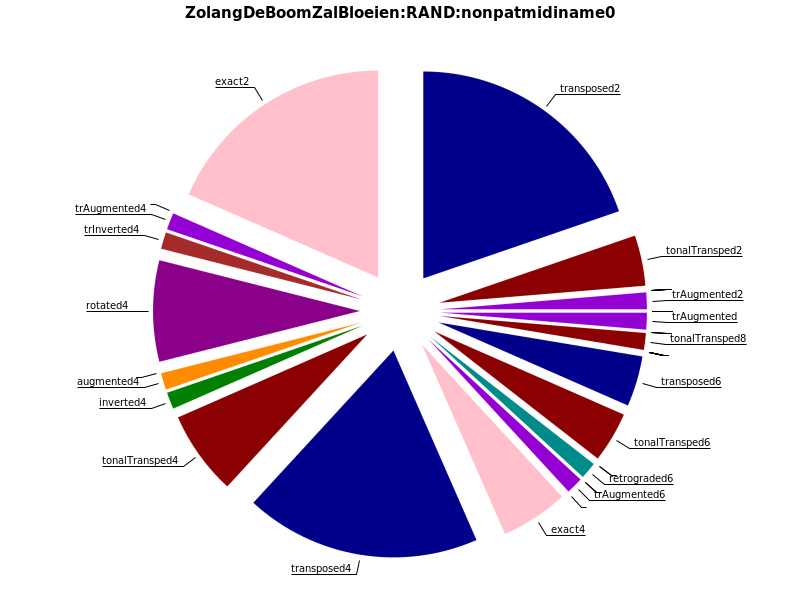 ZolangDeBoomZalBloeien:RAND:nonpatmidiname0
exact2
transposed2
trAugmented4
trInverted4
tonalTransped2
rotated4
trAugmented2
trAugmented
tonalTransped8
augmented4
transposed6
inverted4
tonalTransped4
tonalTransped6
retrograded6
trAugmented6
exact4
transposed4